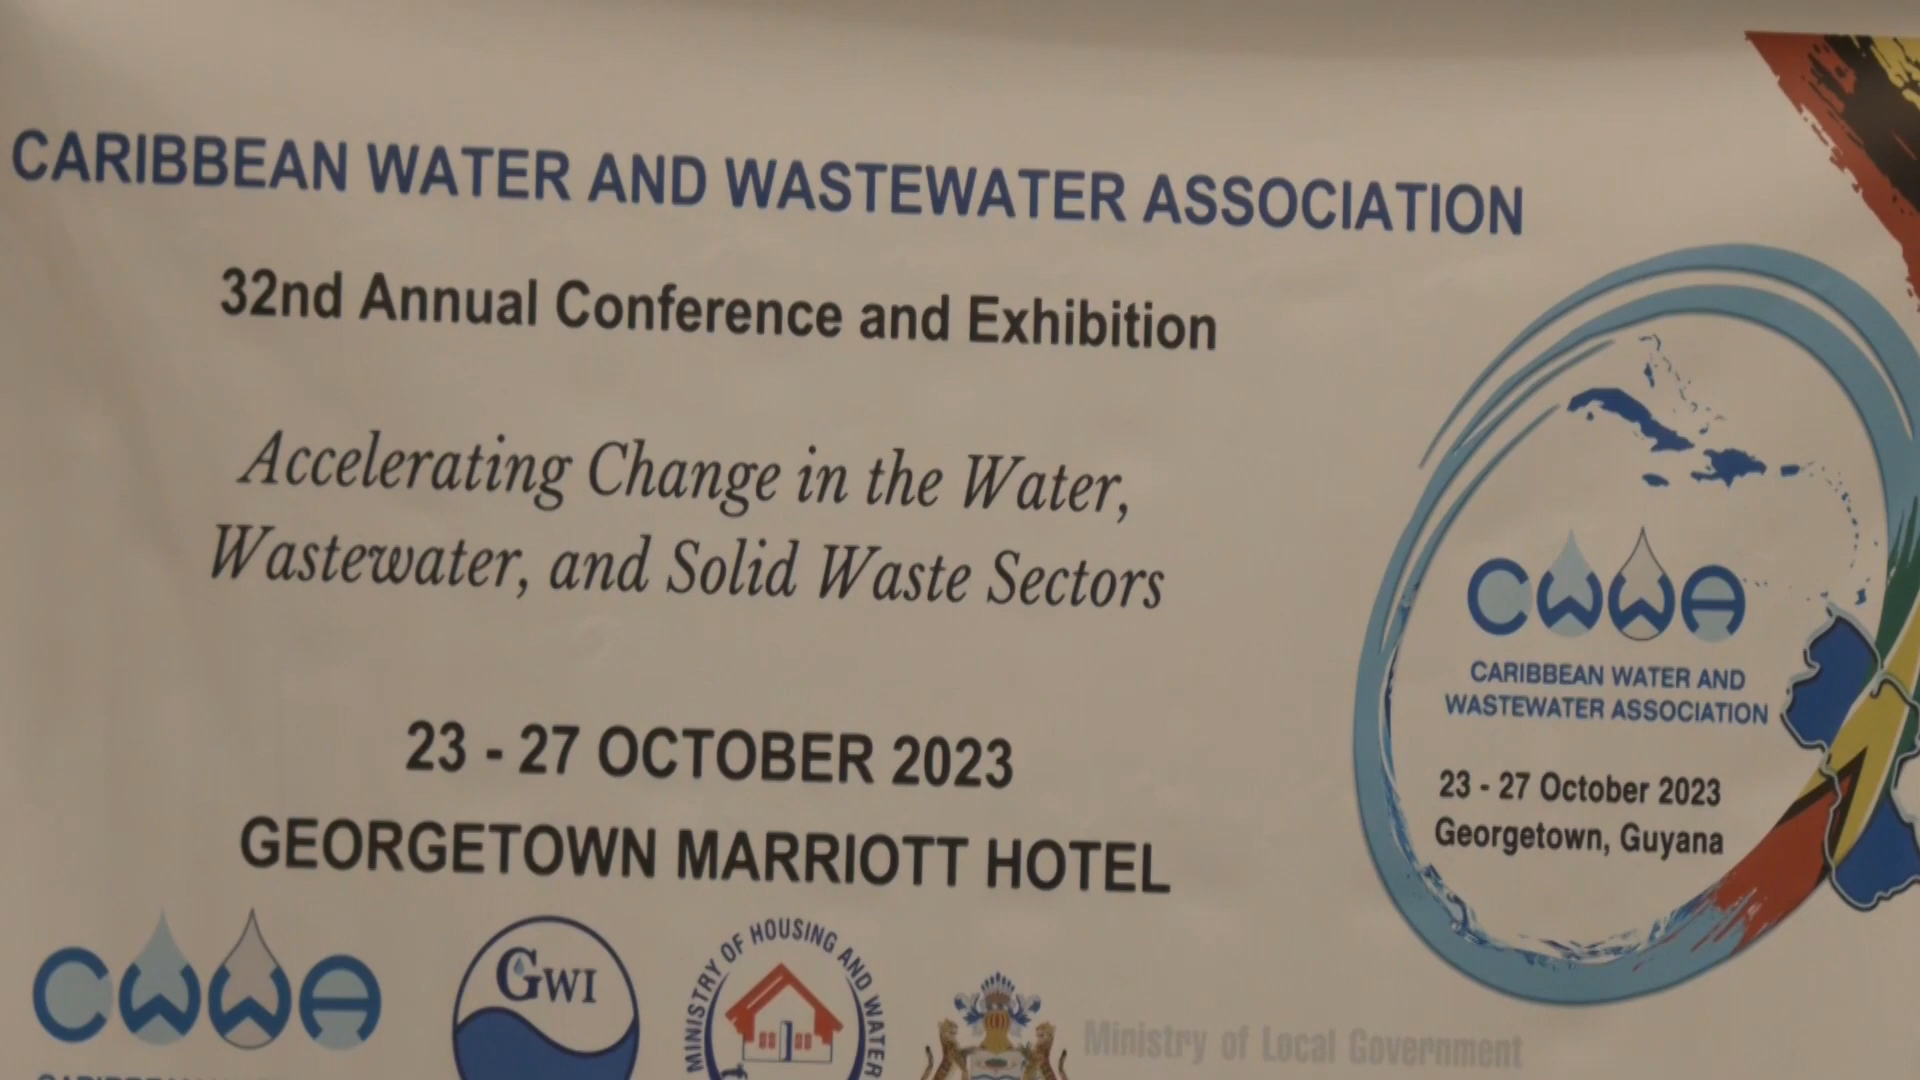 CARIBBEAN WATER AND WASTEWATER ASSOCIATION
32nd Annual Conference and Exhibition
Accelerating Change in the Water,
Wastewater, and Solid Waste Sectors
23 - 27 OCTOBER 2023
GEORGETOWN MARRIOTT HOTEL
CWWA
CARIBBEAN WATER AND
WASTEWATER ASSOCIATION
23 - 27 October 2023
Georgetown, Guyana
CWWA
GWI
MINISTRY OF HOUSING AND WATER
Ministry of Local Government